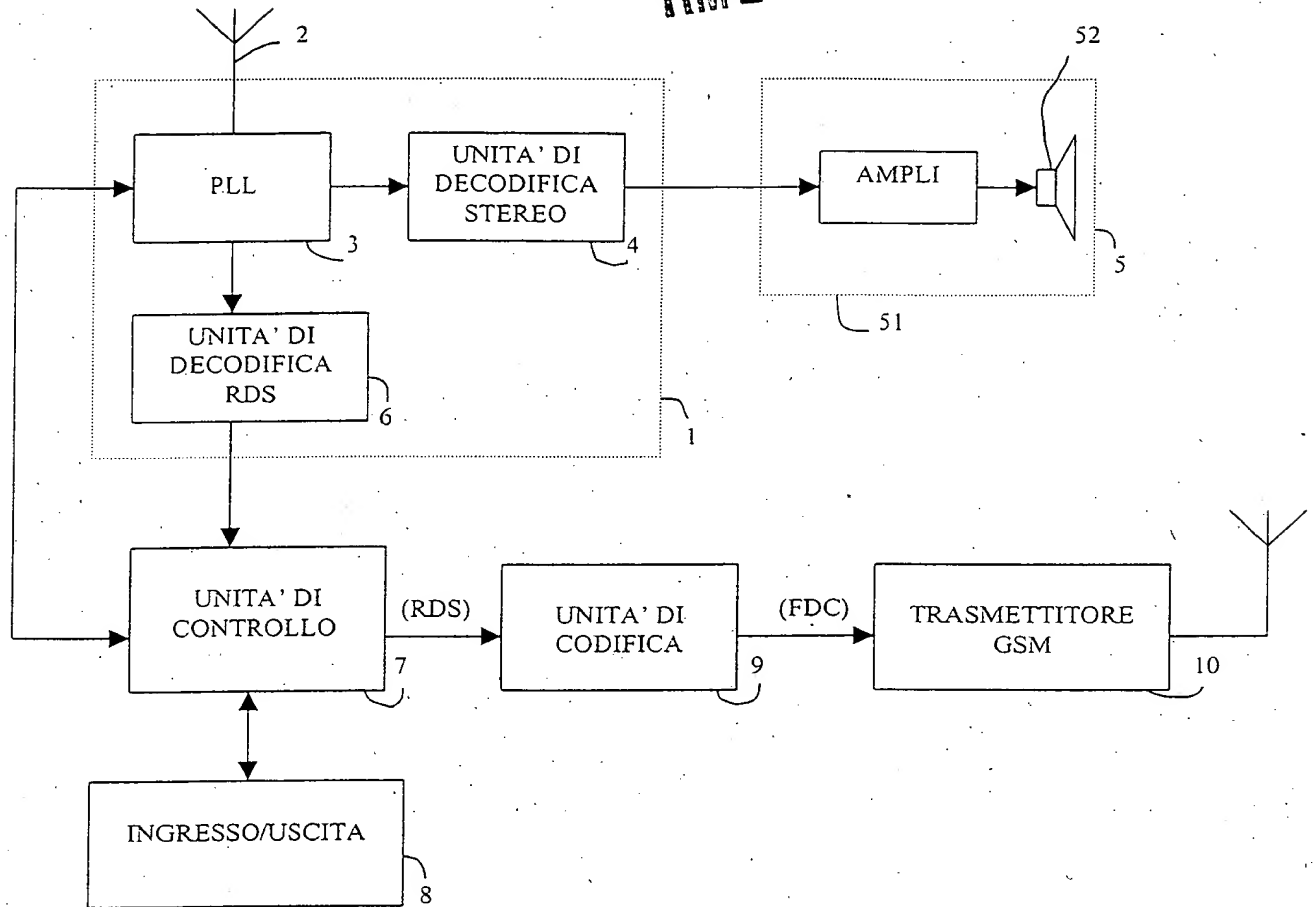 2
52
PLL
3
UNITA' DI
DECODIFICA
STEREO
4
AMPLI
5
51
UNITA' DI
DECODIFICA
RDS
6
1
UNITA' DI
CONTROLLO
7
(RDS)
UNITA' DI
CODIFICA
9
(FDC)
TRASMETTITORE
GSM
10
INGRESSO/USCITA
8